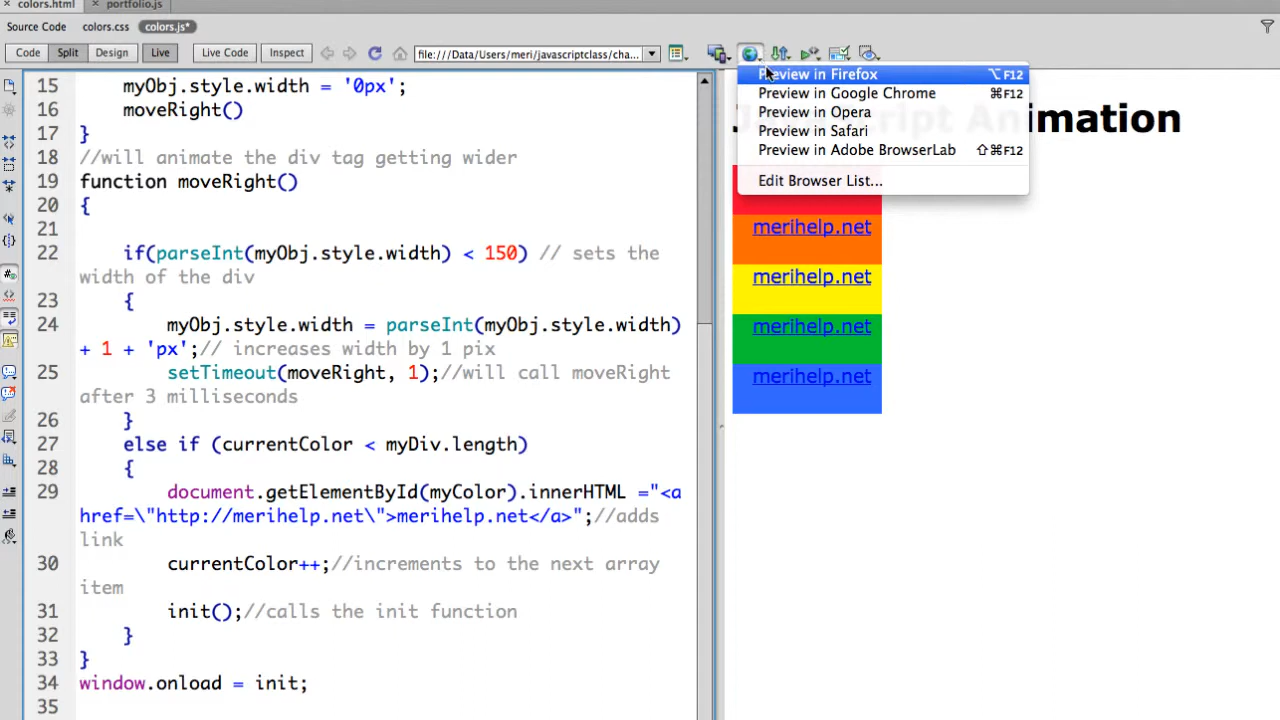 colors.html portfolio.js
Source Code colors.css colors.js*
Code Split Design Live Live Code Inspect file:///Data/Users/meri/javascriptclass/cha...
15 myObj.style.width = '0px';
16 moveRight()
17 }
18 //will animate the div tag getting wider
19 function moveRight()
20 {
21
22 if(parseInt(myObj.style.width) < 150) // sets the
width of the div
23 {
24 myObj.style.width = parseInt(myObj.style.width)
+ 1 + 'px';// increases width by 1 pix
25 setTimeout(moveRight, 1);//will call moveRight
after 3 milliseconds
26 }
27 else if (currentColor < myDiv.length)
28 {
29 document.getElementById(myColor).innerHTML ="<a
href=\"http://merihelp.net\">merihelp.net</a>";//adds
link
30 currentColor++;//increments to the next array
item
31 init();//calls the init function
32 }
33 }
34 window.onload = init;
35
Preview in Firefox ⌥F12
Preview in Google Chrome ⌘F12
Preview in Opera
Preview in Safari
Preview in Adobe BrowserLab ⇧⌘F12
Edit Browser List...
JavaScript Animation
merihelp.net
merihelp.net
merihelp.net
merihelp.net